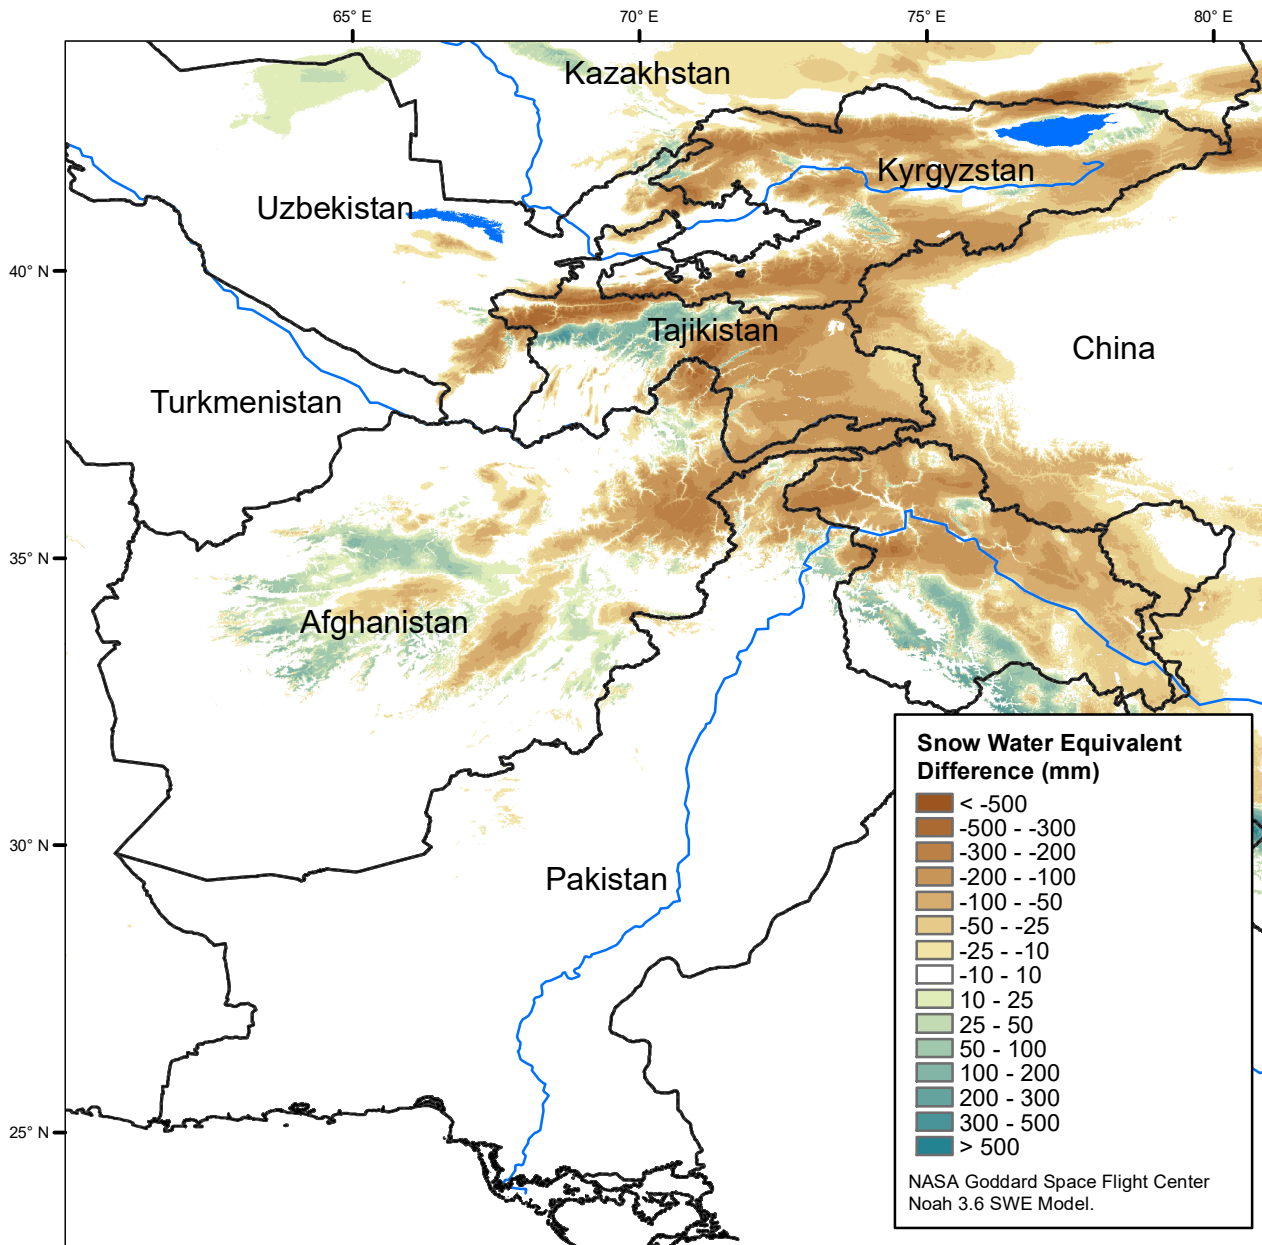 65° E
70° E
75° E
80° E
Kazakhstan
Kyrgyzstan
Uzbekistan
40° N
Tajikistan
China
Turkmenistan
35° N
Afghanistan
30° N
Pakistan
25° N
Snow Water Equivalent
Difference (mm)
< -500
-500 - -300
-300 - -200
-200 - -100
-100 - -50
-50 - -25
-25 - -10
-10 - 10
10 - 25
25 - 50
50 - 100
100 - 200
200 - 300
300 - 500
> 500
NASA Goddard Space Flight Center
Noah 3.6 SWE Model.